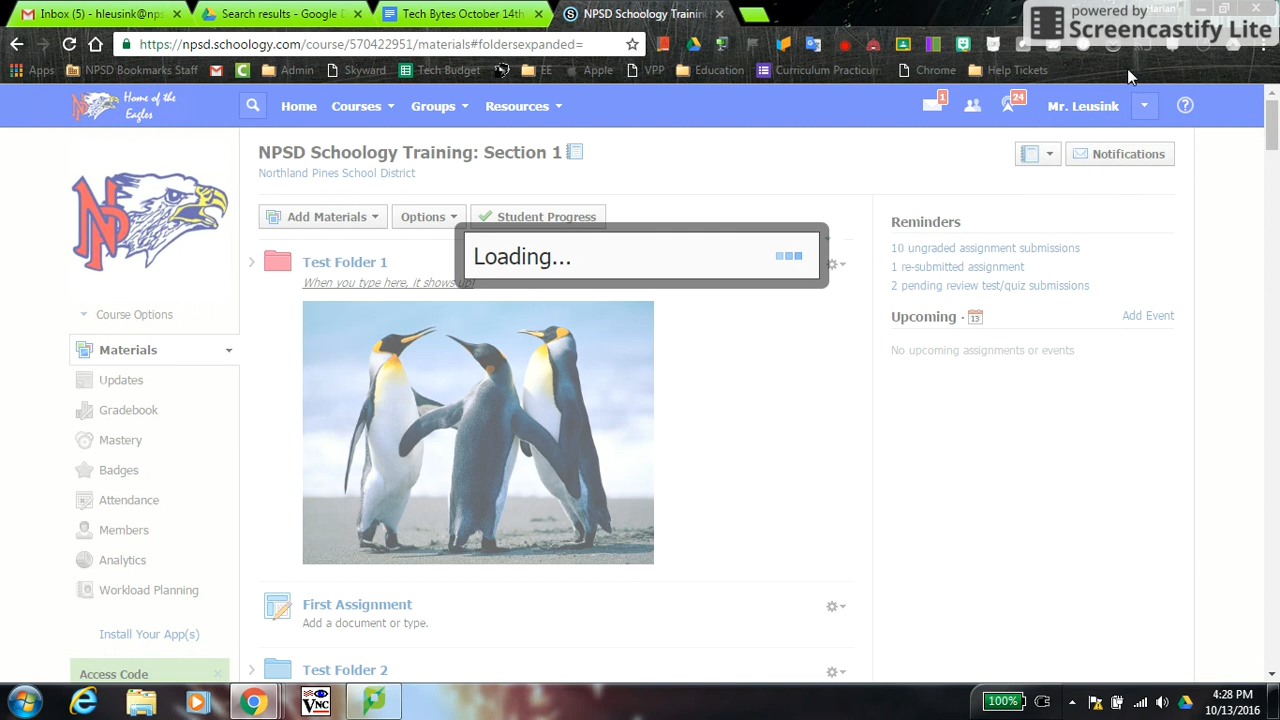 Inbox (5) - hleusink@nps
Search results - Google D
Tech Bytes October 14th
NPSD Schoology Trainin
powered by
Screencastify Lite
https://npsd.schoology.com/course/570422951/materials#foldersexpanded=
Apps
NPSD Bookmarks Staff
Admin
Skyward
Tech Budget
EE
Apple
VPP
Education
Curriculum Practicum
Chrome
Help Tickets
Home of the
Eagles
Home
Courses
Groups
Resources
1
24
Mr. Leusink
NPSD Schoology Training: Section 1
Northland Pines School District
Notifications
Add Materials
Options
Student Progress
Loading...
Test Folder 1
When you type here, it shows up!
Reminders
10 ungraded assignment submissions
1 re-submitted assignment
2 pending review test/quiz submissions
Upcoming · 13
Add Event
No upcoming assignments or events
Course Options
Materials
Updates
Gradebook
Mastery
Badges
Attendance
Members
Analytics
Workload Planning
Install Your App(s)
Access Code
First Assignment
Add a document or type.
Test Folder 2
VNC
100%
4:28 PM
10/13/2016